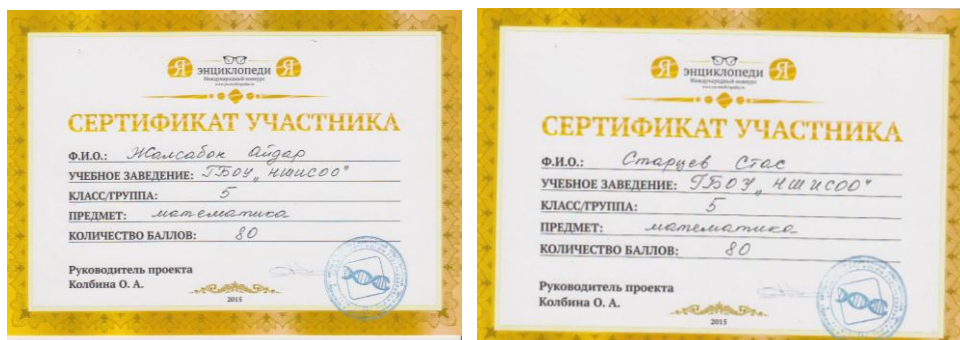 Я ЭНЦИКЛОПЕДИ Я
Международный конкурс
СЕРТИФИКАТ УЧАСТНИКА
Ф.И.О.: Жалсабон Айдар
УЧЕБНОЕ ЗАВЕДЕНИЕ: ГБОУ „НШИСОО"
КЛАСС/ГРУППА: 5
ПРЕДМЕТ: математика
КОЛИЧЕСТВО БАЛЛОВ: 80
Руководитель проекта
Колбина О. А.
2015
Я ЭНЦИКЛОПЕДИ Я
Международный конкурс
СЕРТИФИКАТ УЧАСТНИКА
Ф.И.О.: Старцев Стас
УЧЕБНОЕ ЗАВЕДЕНИЕ: ГБОУ „НШИСОО"
КЛАСС/ГРУППА: 5
ПРЕДМЕТ: математика
КОЛИЧЕСТВО БАЛЛОВ: 80
Руководитель проекта
Колбина О. А.
2015